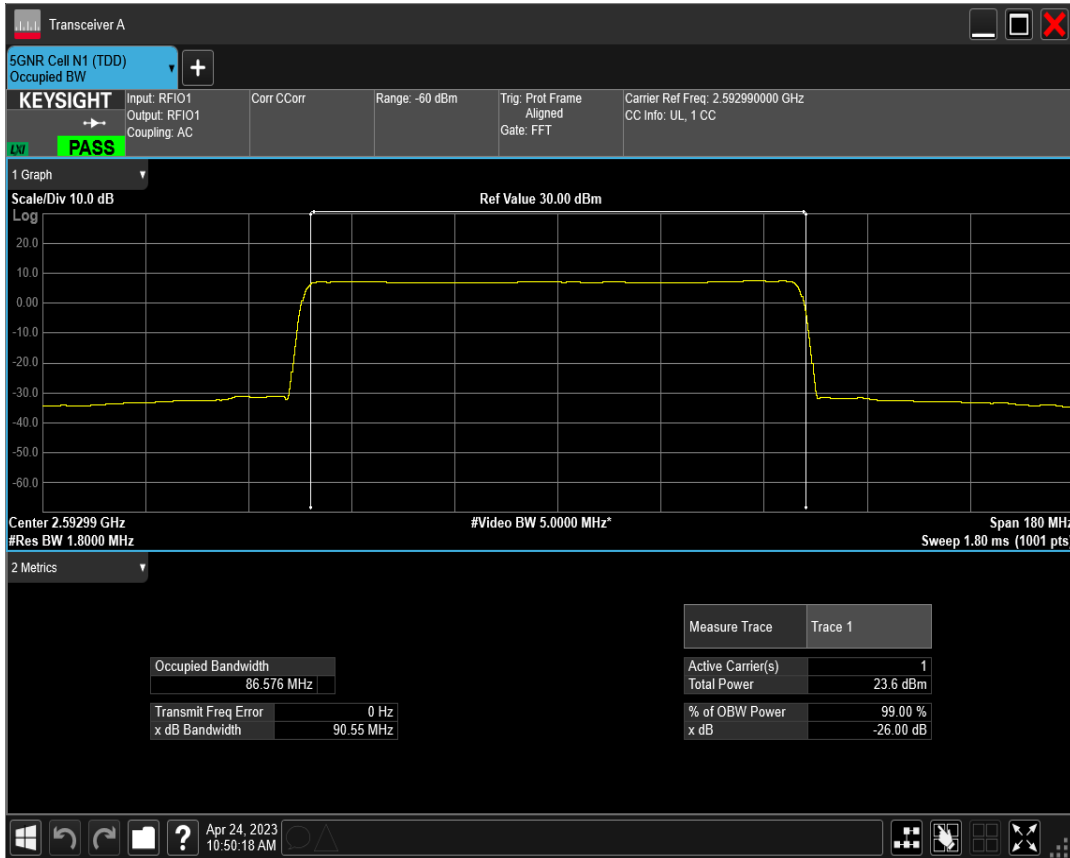 Transceiver A
5GNR Cell N1 (TDD)
Occupied BW
+
KEYSIGHT
LXI
PASS
Input: RFIO1
Output: RFIO1
Coupling: AC
Corr CCorr
Range: -60 dBm
Trig: Prot Frame
Aligned
Gate: FFT
Carrier Ref Freq: 2.592990000 GHz
CC Info: UL, 1 CC
1 Graph
Scale/Div 10.0 dB
Ref Value 30.00 dBm
Log
20.0
10.0
0.00
-10.0
-20.0
-30.0
-40.0
-50.0
-60.0
Center 2.59299 GHz
#Video BW 5.0000 MHz*
Span 180 MHz
#Res BW 1.8000 MHz
Sweep 1.80 ms (1001 pts)
2 Metrics
Measure Trace Trace 1
Occupied Bandwidth
86.576 MHz
Active Carrier(s) 1
Total Power 23.6 dBm
Transmit Freq Error 0 Hz
x dB Bandwidth 90.55 MHz
% of OBW Power 99.00 %
x dB -26.00 dB
?
Apr 24, 2023
10:50:18 AM